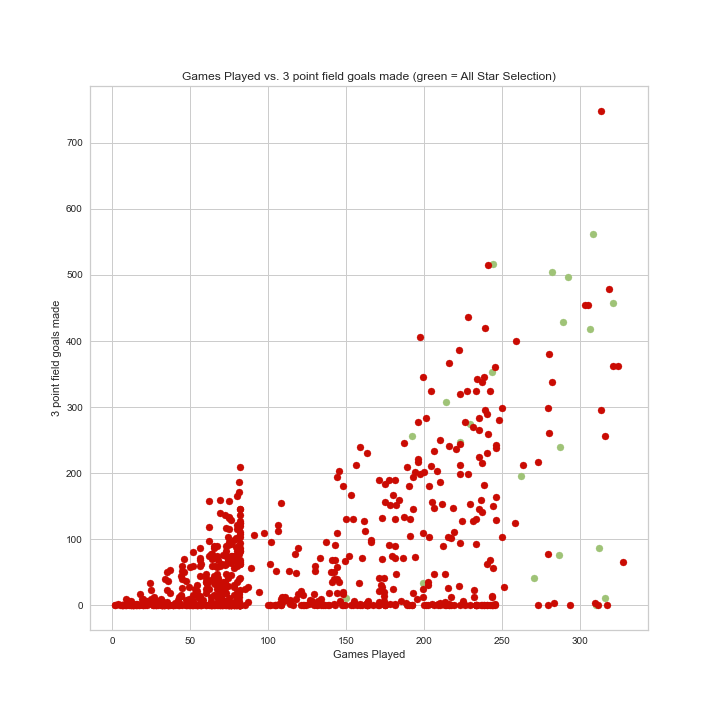 Games Played vs. 3 point field goals made (green = All Star Selection)
700
600
500
400
300
200
100
0
3 point field goals made
0 50 100 150 200 250 300
Games Played